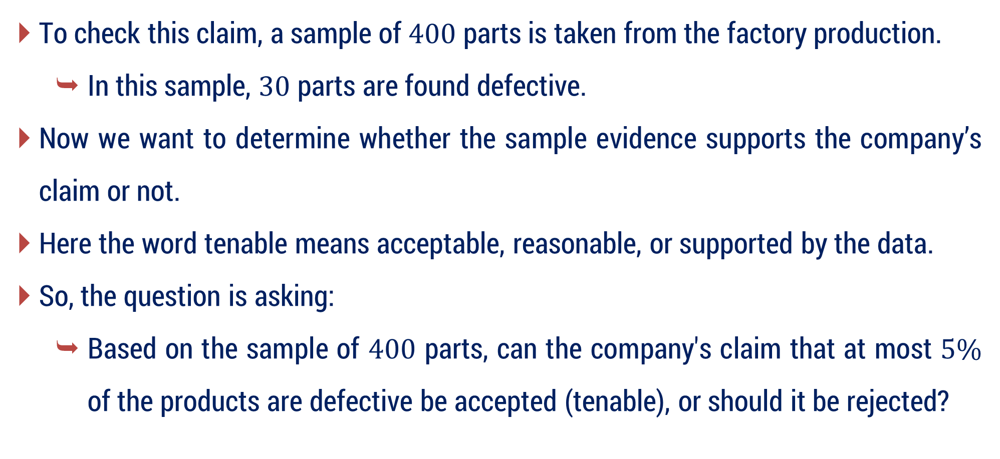 To check this claim, a sample of 400 parts is taken from the factory production.
In this sample, 30 parts are found defective.
Now we want to determine whether the sample evidence supports the company’s
claim or not.
Here the word tenable means acceptable, reasonable, or supported by the data.
So, the question is asking:
Based on the sample of 400 parts, can the company's claim that at most 5%
of the products are defective be accepted (tenable), or should it be rejected?